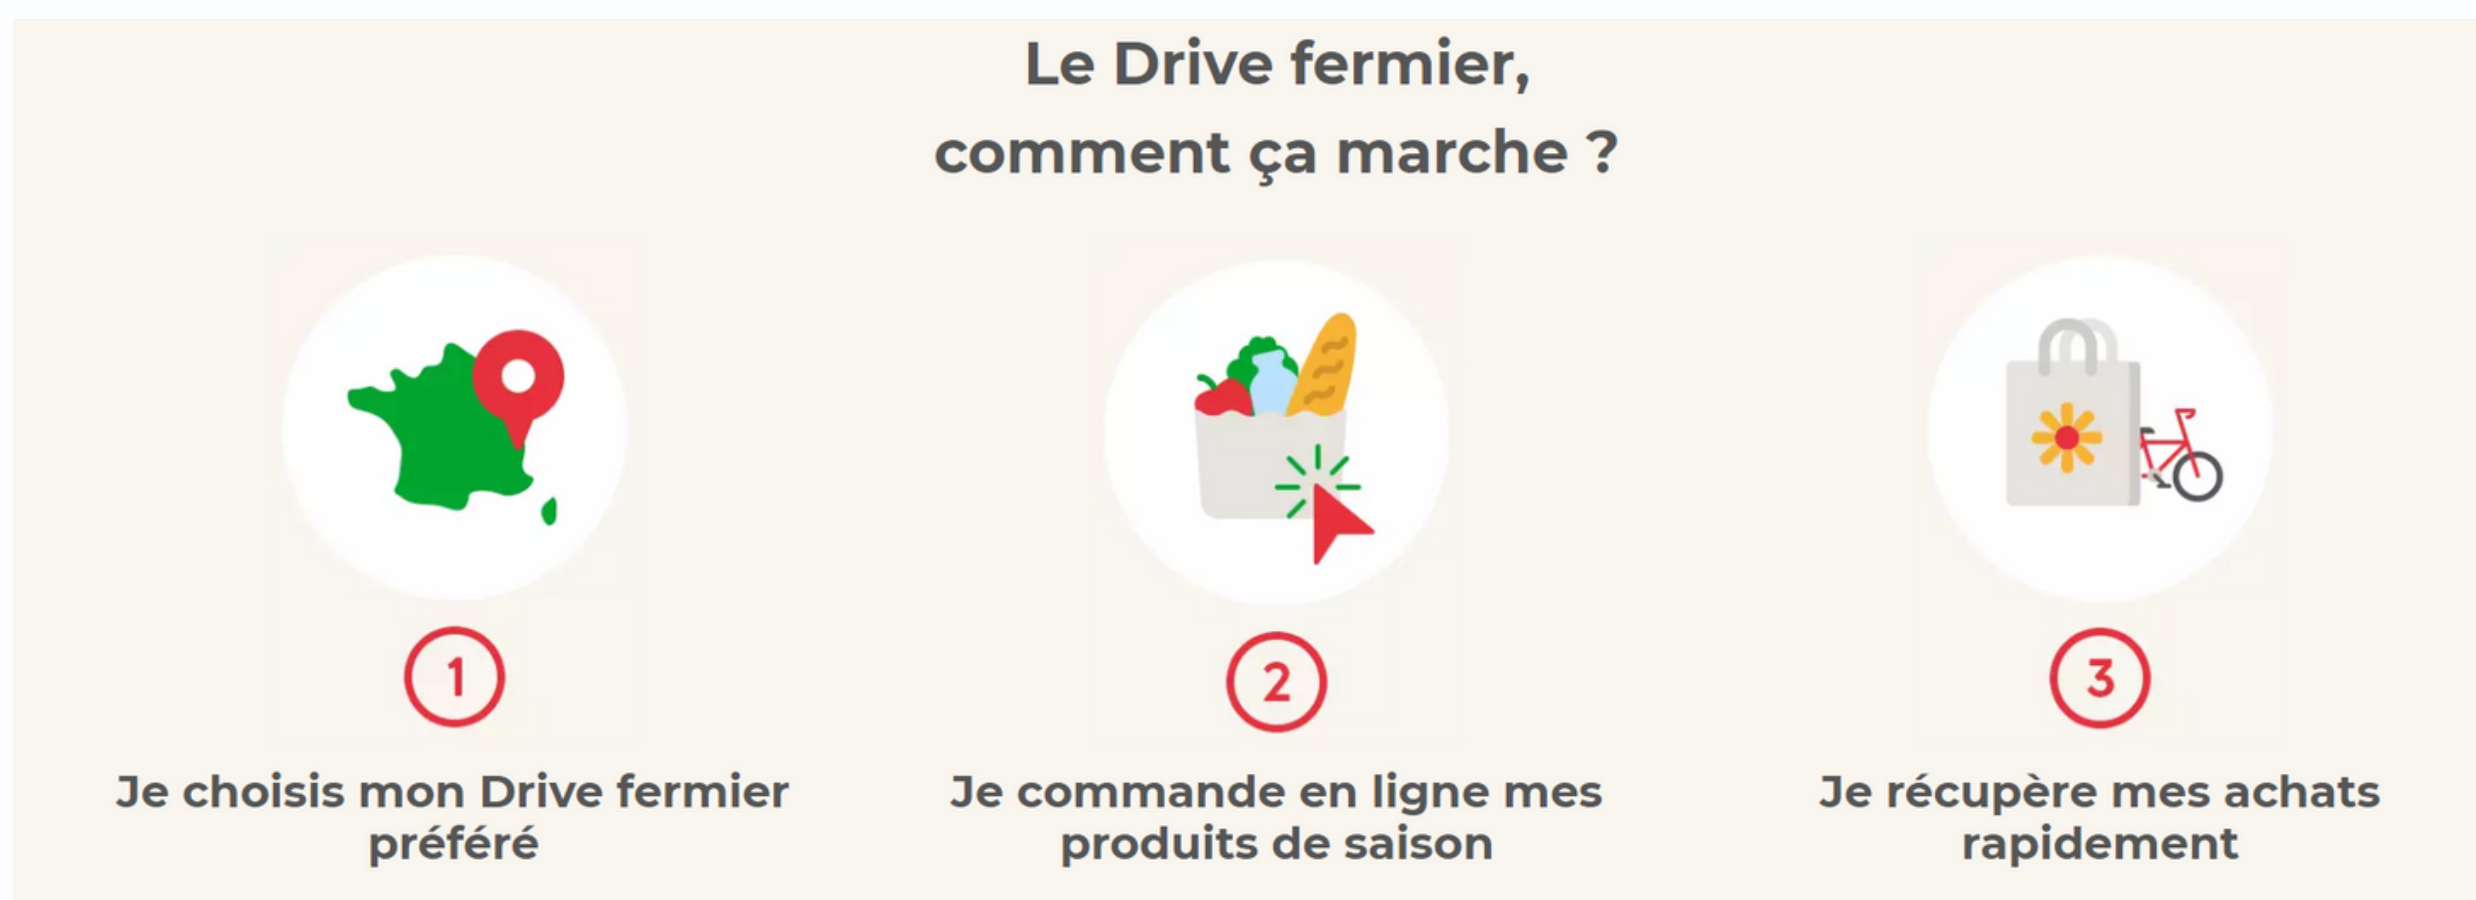 Le Drive fermier,
comment ça marche ?
1
Je choisis mon Drive fermier
préféré
2
Je commande en ligne mes
produits de saison
3
Je récupère mes achats
rapidement